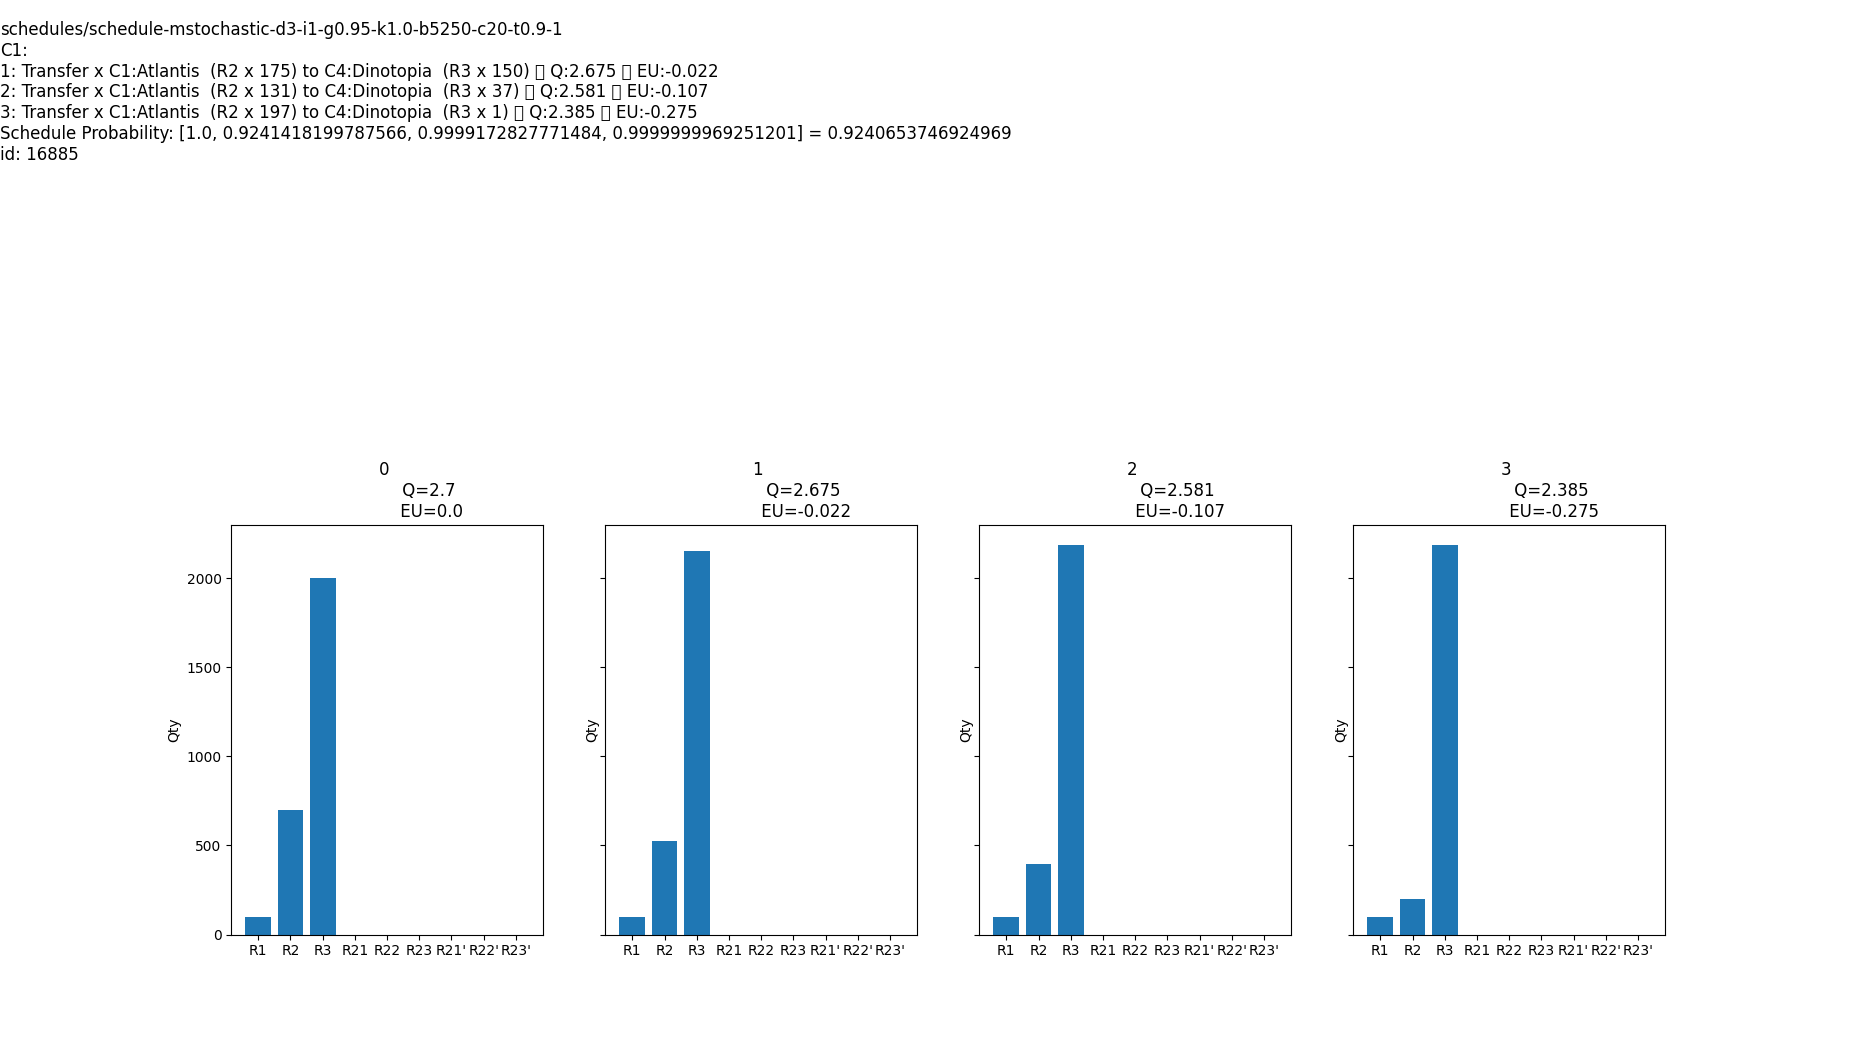 schedules/schedule-mstochastic-d3-i1-g0.95-k1.0-b5250-c20-t0.9-1
C1:
1: Transfer x C1:Atlantis  (R2 x 175) to C4:Dinotopia  (R3 x 150) ▯ Q:2.675 ▯ EU:-0.022
2: Transfer x C1:Atlantis  (R2 x 131) to C4:Dinotopia  (R3 x 37) ▯ Q:2.581 ▯ EU:-0.107
3: Transfer x C1:Atlantis  (R2 x 197) to C4:Dinotopia  (R3 x 1) ▯ Q:2.385 ▯ EU:-0.275
Schedule Probability: [1.0, 0.9241418199787566, 0.9999172827771484, 0.9999999969251201] = 0.9240653746924969
id: 16885
0
Q=2.7
EU=0.0
Qty
2000
1500
1000
500
0
R1 R2 R3 R21 R22 R23 R21' R22' R23'
1
Q=2.675
EU=-0.022
Qty
R1 R2 R3 R21 R22 R23 R21' R22' R23'
2
Q=2.581
EU=-0.107
Qty
R1 R2 R3 R21 R22 R23 R21' R22' R23'
3
Q=2.385
EU=-0.275
Qty
R1 R2 R3 R21 R22 R23 R21' R22' R23'